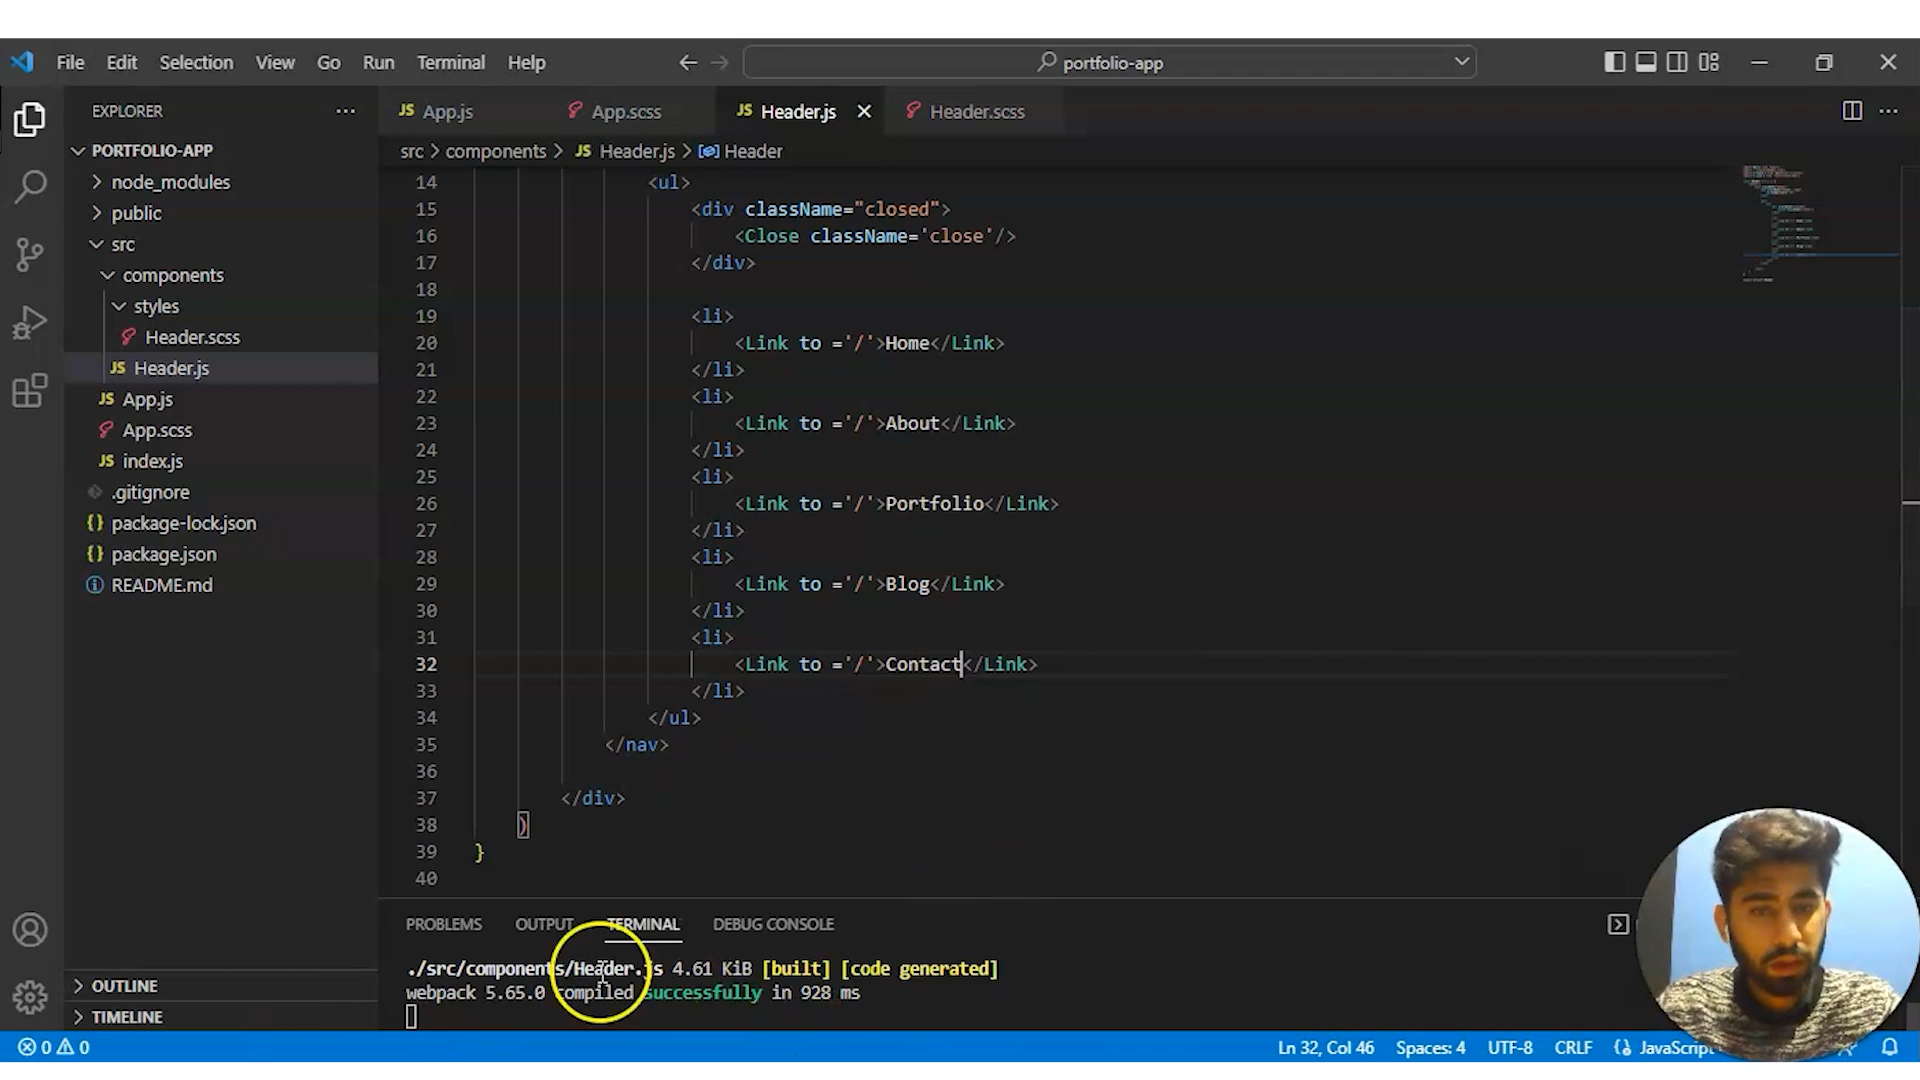 File Edit Selection View Go Run Terminal Help
portfolio-app
EXPLORER
PORTFOLIO-APP
node_modules
public
src
components
styles
Header.scss
Header.js
App.js
App.scss
index.js
.gitignore
package-lock.json
package.json
README.md
OUTLINE
TIMELINE
App.js App.scss Header.js Header.scss
src > components > JS Header.js > Header
14 <ul>
15 <div className="closed">
16 <Close className='close'/>
17 </div>
18
19 <li>
20 <Link to ='/'>Home</Link>
21 </li>
22 <li>
23 <Link to ='/'>About</Link>
24 </li>
25 <li>
26 <Link to ='/'>Portfolio</Link>
27 </li>
28 <li>
29 <Link to ='/'>Blog</Link>
30 </li>
31 <li>
32 <Link to ='/'>Contact</Link>
33 </li>
34 </ul>
35 </nav>
36
37 </div>
38 )
39 }
40
PROBLEMS OUTPUT TERMINAL DEBUG CONSOLE
./src/components/Header.js 4.61 KiB [built] [code generated]
webpack 5.65.0 compiled successfully in 928 ms
0 0 Ln 32, Col 46 Spaces: 4 UTF-8 CRLF JavaScript